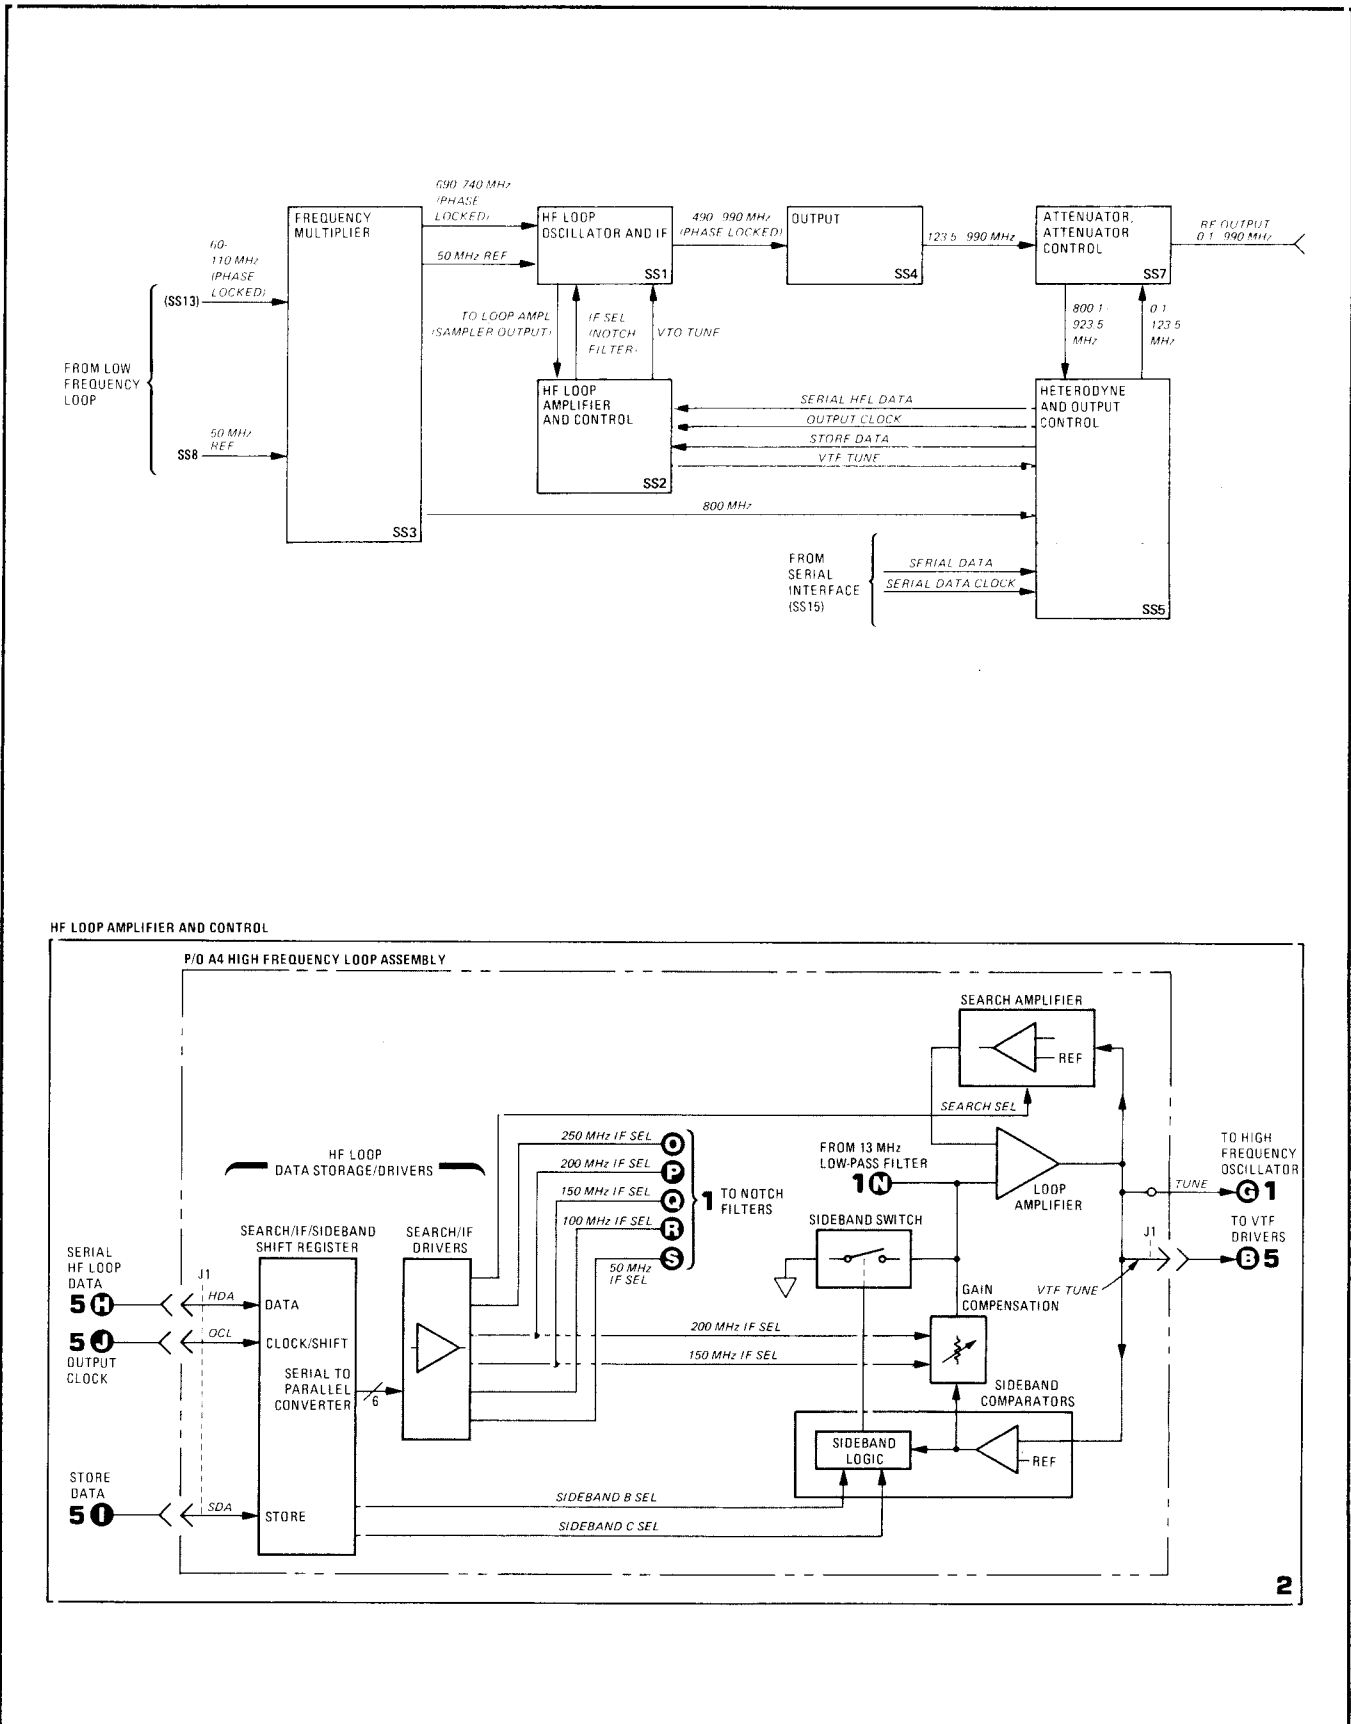 FREQUENCY
MULTIPLIER
SS3
60-
110 MHz
(PHASE
LOCKED)
(SS13)
FROM LOW
FREQUENCY
LOOP
50 MHz
REF
SS8
690 740 MHz
(PHASE
LOCKED)
50 MHz REF
HF LOOP
OSCILLATOR AND IF
SS1
490 990 MHz
(PHASE LOCKED)
OUTPUT
SS4
123.5 990 MHz
ATTENUATOR,
ATTENUATOR
CONTROL
SS7
RF OUTPUT
0.1 990 MHz
TO LOOP AMPL
(SAMPLER OUTPUT)
IF SEL
(NOTCH
FILTER)
VTO TUNE
800.1
923.5
MHz
0.1
123.5
MHz
HF LOOP
AMPLIFIER
AND CONTROL
SS2
SERIAL HFL DATA
OUTPUT CLOCK
STORE DATA
VTF TUNE
800 MHz
HETERODYNE
AND OUTPUT
CONTROL
SS5
FROM
SERIAL
INTERFACE
(SS15)
SERIAL DATA
SERIAL DATA CLOCK
HF LOOP AMPLIFIER AND CONTROL
P/O A4 HIGH FREQUENCY LOOP ASSEMBLY
SEARCH AMPLIFIER
REF
SEARCH SEL
HF LOOP
DATA STORAGE/DRIVERS
250 MHz IF SEL
O
200 MHz IF SEL
P
150 MHz IF SEL
Q
100 MHz IF SEL
R
50 MHz
IF SEL
S
1 TO NOTCH
FILTERS
FROM 13 MHz
LOW-PASS FILTER
1 N
LOOP
AMPLIFIER
TO HIGH
FREQUENCY
OSCILLATOR
TUNE
G 1
TO VTF
DRIVERS
B 5
J1
VTF TUNE
SIDEBAND SWITCH
GAIN
COMPENSATION
SEARCH/IF/SIDEBAND
SHIFT REGISTER
SEARCH/IF
DRIVERS
SERIAL
HF LOOP
DATA
5 H
J1
HDA
DATA
5 J
OUTPUT
CLOCK
OCL
CLOCK/SHIFT
SERIAL TO
PARALLEL
CONVERTER
6
200 MHz IF SEL
150 MHz IF SEL
SIDEBAND
COMPARATORS
SIDEBAND
LOGIC
REF
STORE
DATA
5 I
SDA
STORE
SIDEBAND B SEL
SIDEBAND C SEL
2